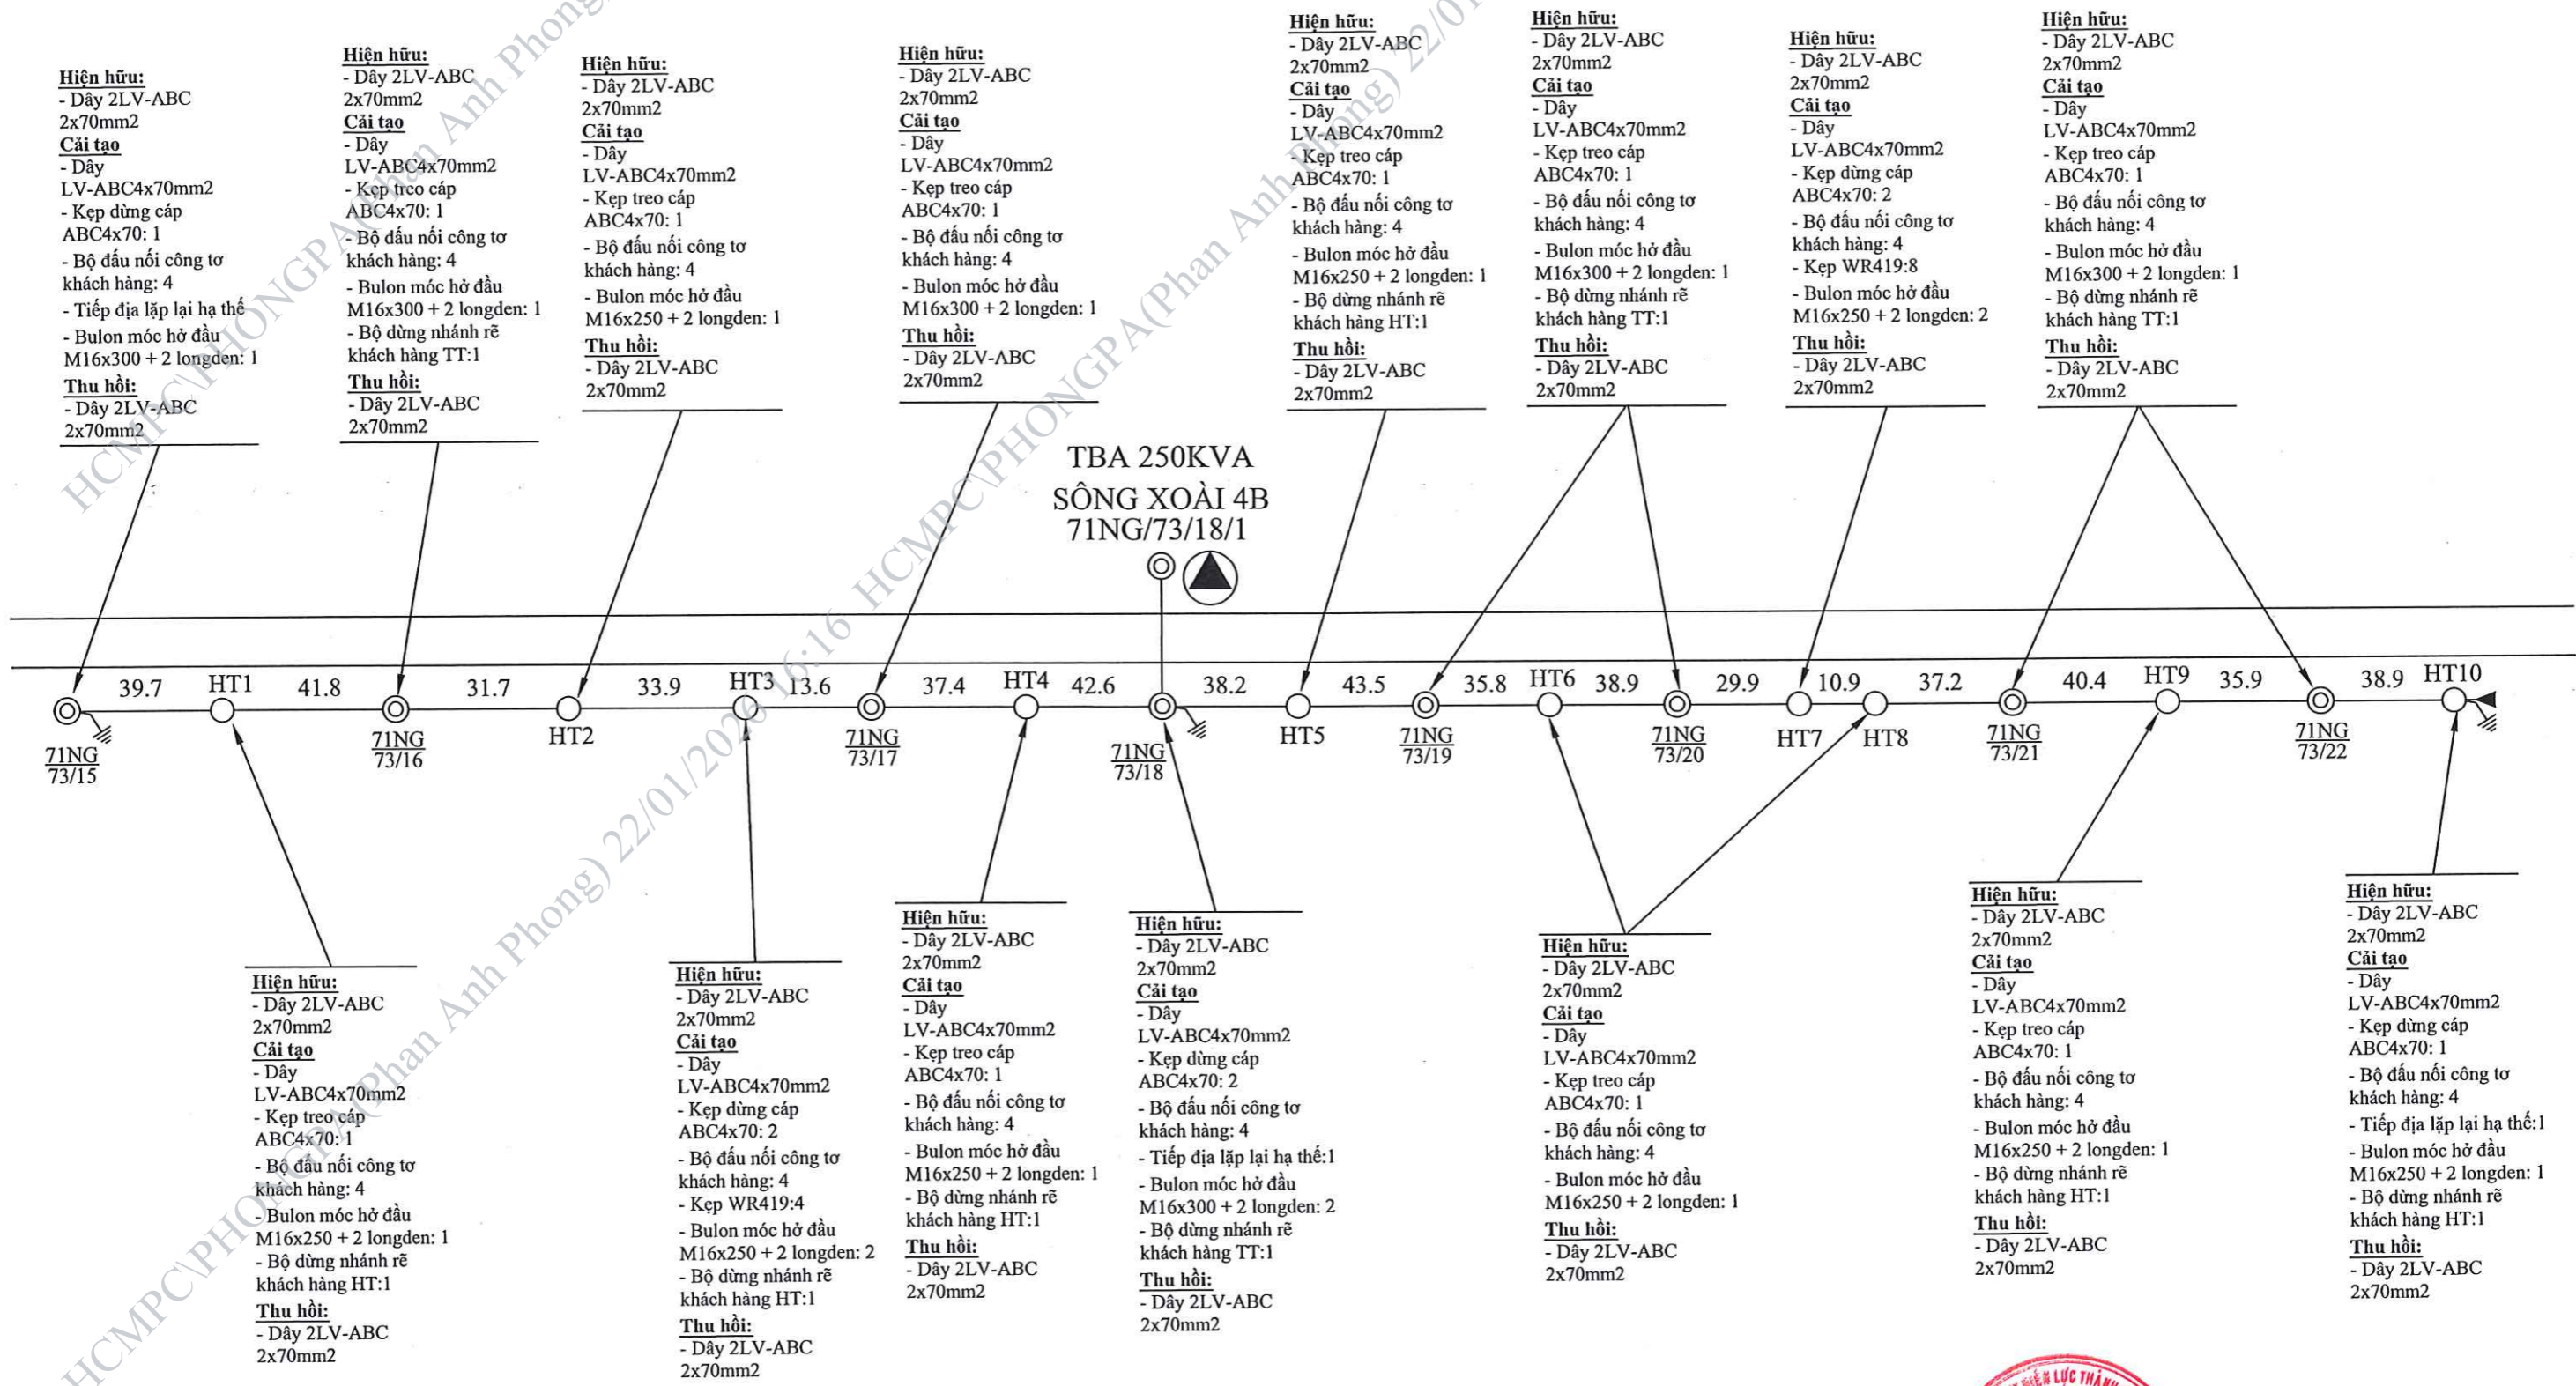 Hiện hữu:
- Dây 2LV-ABC
2x70mm2
Cải tạo
- Dây
LV-ABC4x70mm2
- Kẹp dừng cáp
ABC4x70: 1
- Bộ đấu nối công tơ
khách hàng: 4
- Tiếp địa lặp lại hạ thế
- Bulon móc hở đầu
M16x300 + 2 longden: 1
Thu hồi:
- Dây 2LV-ABC
2x70mm2
Hiện hữu:
- Dây 2LV-ABC
2x70mm2
Cải tạo
- Dây
LV-ABC4x70mm2
- Kẹp treo cáp
ABC4x70: 1
- Bộ đấu nối công tơ
khách hàng: 4
- Bulon móc hở đầu
M16x300 + 2 longden: 1
- Bộ dừng nhánh rẽ
khách hàng TT:1
Thu hồi:
- Dây 2LV-ABC
2x70mm2
Hiện hữu:
- Dây 2LV-ABC
2x70mm2
Cải tạo
- Dây
LV-ABC4x70mm2
- Kẹp treo cáp
ABC4x70: 1
- Bộ đấu nối công tơ
khách hàng: 4
- Bulon móc hở đầu
M16x250 + 2 longden: 1
Thu hồi:
- Dây 2LV-ABC
2x70mm2
Hiện hữu:
- Dây 2LV-ABC
2x70mm2
Cải tạo
- Dây
LV-ABC4x70mm2
- Kẹp treo cáp
ABC4x70: 1
- Bộ đấu nối công tơ
khách hàng: 4
- Bulon móc hở đầu
M16x300 + 2 longden: 1
Thu hồi:
- Dây 2LV-ABC
2x70mm2
Hiện hữu:
- Dây 2LV-ABC
2x70mm2
Cải tạo
- Dây
LV-ABC4x70mm2
- Kẹp treo cáp
ABC4x70: 1
- Bộ đấu nối công tơ
khách hàng: 4
- Bulon móc hở đầu
M16x250 + 2 longden: 1
- Bộ dừng nhánh rẽ
khách hàng HT:1
Thu hồi:
- Dây 2LV-ABC
2x70mm2
Hiện hữu:
- Dây 2LV-ABC
2x70mm2
Cải tạo
- Dây
LV-ABC4x70mm2
- Kẹp treo cáp
ABC4x70: 1
- Bộ đấu nối công tơ
khách hàng: 4
- Bulon móc hở đầu
M16x300 + 2 longden: 1
- Bộ dừng nhánh rẽ
khách hàng TT:1
Thu hồi:
- Dây 2LV-ABC
2x70mm2
Hiện hữu:
- Dây 2LV-ABC
2x70mm2
Cải tạo
- Dây
LV-ABC4x70mm2
- Kẹp dừng cáp
ABC4x70: 2
- Bộ đấu nối công tơ
khách hàng: 4
- Kẹp WR419:8
- Bulon móc hở đầu
M16x250 + 2 longden: 2
Thu hồi:
- Dây 2LV-ABC
2x70mm2
Hiện hữu:
- Dây 2LV-ABC
2x70mm2
Cải tạo
- Dây
LV-ABC4x70mm2
- Kẹp treo cáp
ABC4x70: 1
- Bộ đấu nối công tơ
khách hàng: 4
- Bulon móc hở đầu
M16x300 + 2 longden: 1
- Bộ dừng nhánh rẽ
khách hàng TT:1
Thu hồi:
- Dây 2LV-ABC
2x70mm2
TBA 250KVA
SÔNG XOÀI 4B
71NG/73/18/1
39.7 HT1 41.8 31.7 33.9 HT3 13.6 37.4 HT4 42.6 38.2 43.5 35.8 HT6 38.9 29.9 10.9 37.2 40.4 HT9 35.9 38.9 HT10
71NG
73/15
71NG
73/16
HT2
71NG
73/17
71NG
73/18
HT5
71NG
73/19
71NG
73/20
HT7
HT8
71NG
73/21
71NG
73/22
Hiện hữu:
- Dây 2LV-ABC
2x70mm2
Cải tạo
- Dây
LV-ABC4x70mm2
- Kẹp treo cáp
ABC4x70: 1
- Bộ đấu nối công tơ
khách hàng: 4
- Bulon móc hở đầu
M16x250 + 2 longden: 1
- Bộ dừng nhánh rẽ
khách hàng HT:1
Thu hồi:
- Dây 2LV-ABC
2x70mm2
Hiện hữu:
- Dây 2LV-ABC
2x70mm2
Cải tạo
- Dây
LV-ABC4x70mm2
- Kẹp dừng cáp
ABC4x70: 2
- Bộ đấu nối công tơ
khách hàng: 4
- Kẹp WR419:4
- Bulon móc hở đầu
M16x250 + 2 longden: 2
- Bộ dừng nhánh rẽ
khách hàng HT:1
Thu hồi:
- Dây 2LV-ABC
2x70mm2
Hiện hữu:
- Dây 2LV-ABC
2x70mm2
Cải tạo
- Dây
LV-ABC4x70mm2
- Kẹp treo cáp
ABC4x70: 1
- Bộ đấu nối công tơ
khách hàng: 4
- Bulon móc hở đầu
M16x250 + 2 longden: 1
- Bộ dừng nhánh rẽ
khách hàng HT:1
Thu hồi:
- Dây 2LV-ABC
2x70mm2
Hiện hữu:
- Dây 2LV-ABC
2x70mm2
Cải tạo
- Dây
LV-ABC4x70mm2
- Kẹp dừng cáp
ABC4x70: 2
- Bộ đấu nối công tơ
khách hàng: 4
- Tiếp địa lặp lại hạ thế:1
- Bulon móc hở đầu
M16x300 + 2 longden: 2
- Bộ dừng nhánh rẽ
khách hàng TT:1
Thu hồi:
- Dây 2LV-ABC
2x70mm2
Hiện hữu:
- Dây 2LV-ABC
2x70mm2
Cải tạo
- Dây
LV-ABC4x70mm2
- Kẹp treo cáp
ABC4x70: 1
- Bộ đấu nối công tơ
khách hàng: 4
- Bulon móc hở đầu
M16x250 + 2 longden: 1
Thu hồi:
- Dây 2LV-ABC
2x70mm2
Hiện hữu:
- Dây 2LV-ABC
2x70mm2
Cải tạo
- Dây
LV-ABC4x70mm2
- Kẹp treo cáp
ABC4x70: 1
- Bộ đấu nối công tơ
khách hàng: 4
- Bulon móc hở đầu
M16x250 + 2 longden: 1
- Bộ dừng nhánh rẽ
khách hàng HT:1
Thu hồi:
- Dây 2LV-ABC
2x70mm2
Hiện hữu:
- Dây 2LV-ABC
2x70mm2
Cải tạo
- Dây
LV-ABC4x70mm2
- Kẹp dừng cáp
ABC4x70: 1
- Bộ đấu nối công tơ
khách hàng: 4
- Tiếp địa lặp lại hạ thế:1
- Bulon móc hở đầu
M16x250 + 2 longden: 1
- Bộ dừng nhánh rẽ
khách hàng HT:1
Thu hồi:
- Dây 2LV-ABC
2x70mm2
HCMPC\PHONGPA(Phan Anh Phong)
HCMPC\PHONGPA(Phan Anh Phong) 22/01/2026 16:16 HCMPC\PHONGPA(Phan Anh Phong) 22/01
LỰC